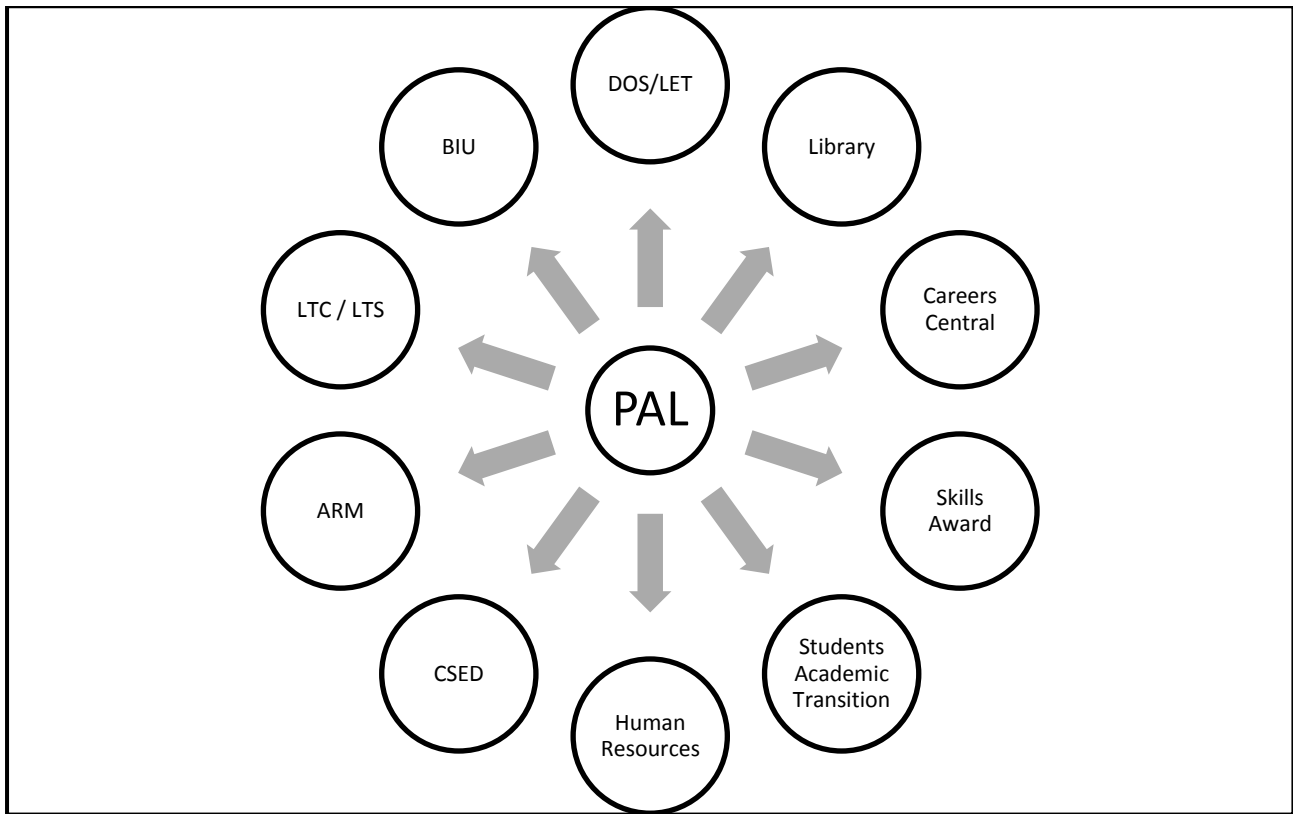 DOS/LET
BIU
Library
LTC / LTS
Careers
Central
PAL
ARM
Skills
Award
CSED
Students
Academic
Transition
Human
Resources